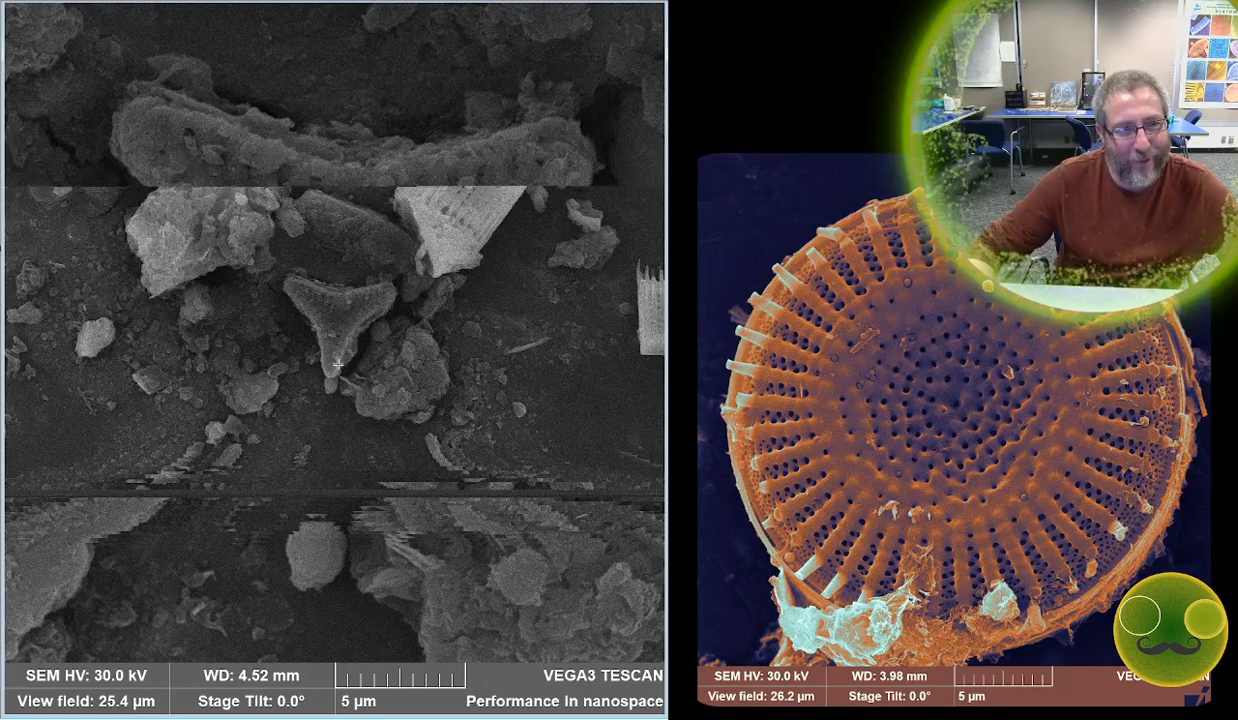 SEM HV: 30.0 kV WD: 4.52 mm VEGA3 TESCAN
View field: 25.4 µm Stage Tilt: 0.0° 5 µm Performance in nanospace
SEM HV: 30.0 kV WD: 3.98 mm
View field: 26.2 µm Stage Tilt: 0.0° 5 µm